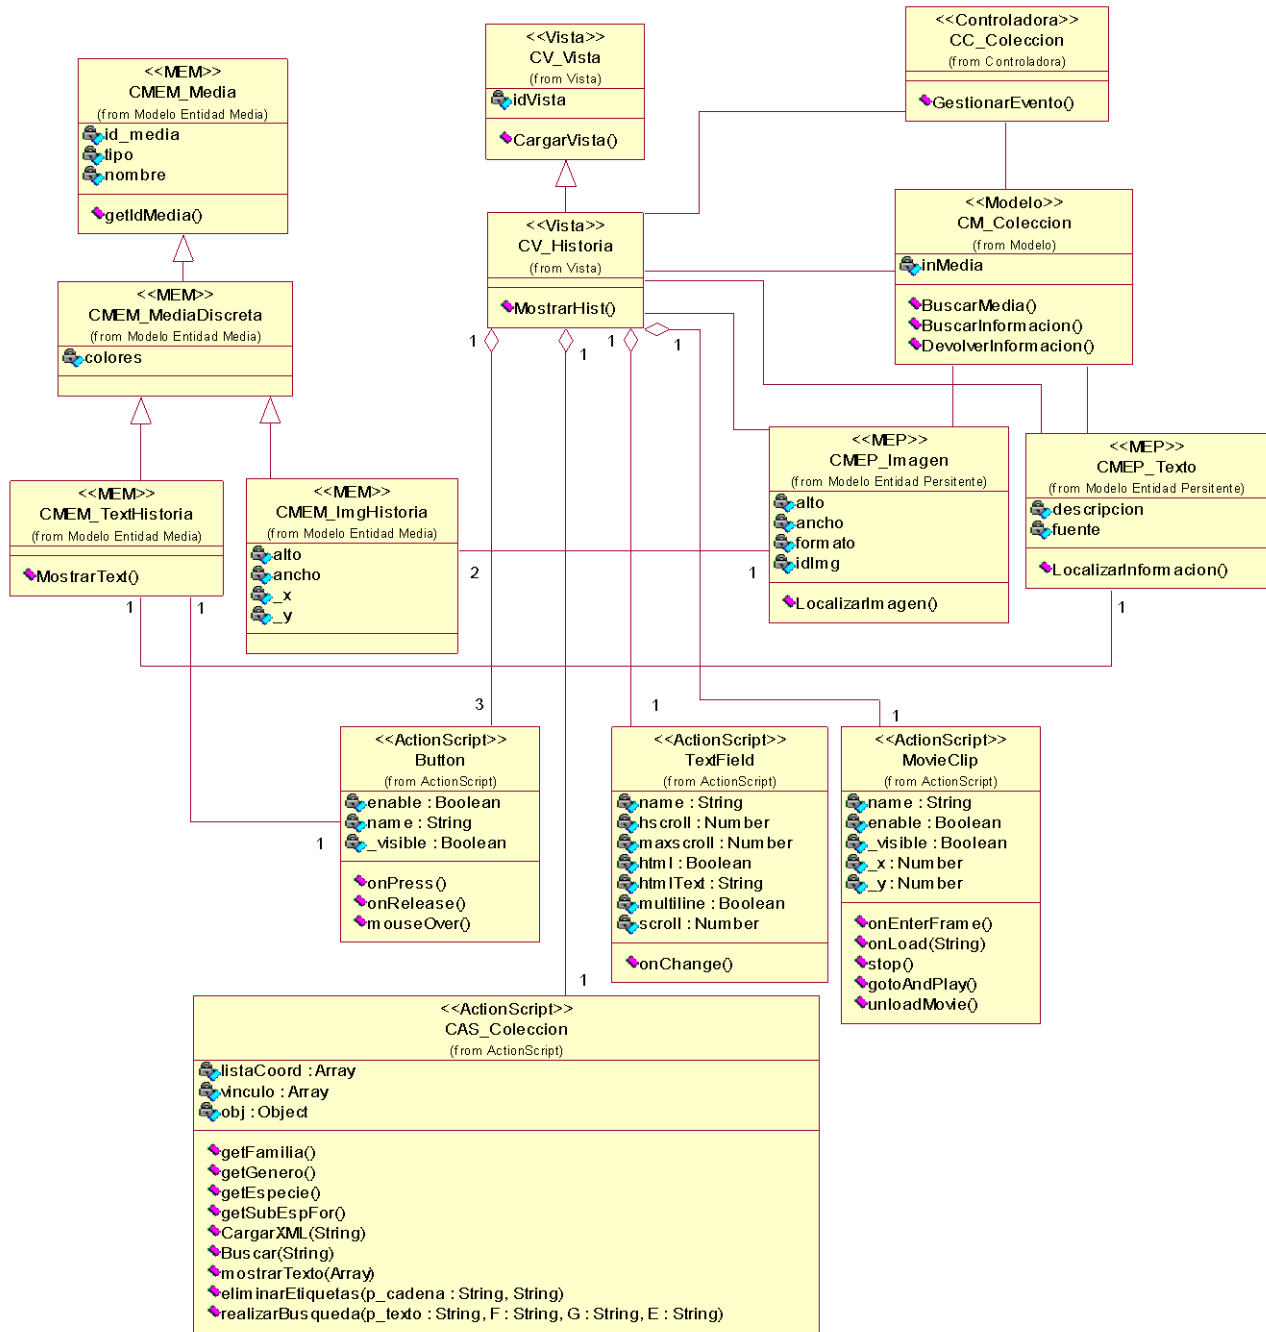 <<MEM>>
CMEM_Media
(from Modelo Entidad Media)
id_media
tipo
nombre
getIdMedia()
<<Vista>>
CV_Vista
(from Vista)
idVista
CargarVista()
<<Controladora>>
CC_Coleccion
(from Controladora)
GestionarEvento()
<<MEM>>
CMEM_MediaDiscreta
(from Modelo Entidad Media)
colores
<<Vista>>
CV_Historia
(from Vista)
MostrarHist()
<<Modelo>>
CM_Coleccion
(from Modelo)
inMedia
BuscarMedia()
BuscarInformacion()
DevolverInformacion()
1
1
1
1
<<MEM>>
CMEM_TextHistoria
(from Modelo Entidad Media)
MostrarText()
<<MEM>>
CMEM_ImgHistoria
(from Modelo Entidad Media)
alto
ancho
_x
_y
<<MEP>>
CMEP_Imagen
(from Modelo Entidad Persitente)
alto
ancho
formato
idImg
LocalizarImagen()
<<MEP>>
CMEP_Texto
(from Modelo Entidad Persitente)
descripcion
fuente
LocalizarInformacion()
2
1
1
1
1
3
1
1
1
<<ActionScript>>
Button
(from ActionScript)
enable : Boolean
name : String
_visible : Boolean
onPress()
onRelease()
mouseOver()
<<ActionScript>>
TextField
(from ActionScript)
name : String
hscroll : Number
maxscroll : Number
html : Boolean
htmlText : String
multiline : Boolean
scroll : Number
onChange()
<<ActionScript>>
MovieClip
(from ActionScript)
name : String
enable : Boolean
_visible : Boolean
_x : Number
_y : Number
onEnterFrame()
onLoad(String)
stop()
gotoAndPlay()
unloadMovie()
1
<<ActionScript>>
CAS_Coleccion
(from ActionScript)
listaCoord : Array
vinculo : Array
obj : Object
getFamilia()
getGenero()
getEspecie()
getSubEspFor()
CargarXML(String)
Buscar(String)
mostrarTexto(Array)
eliminarEtiquetas(p_cadena : String, String)
realizarBusqueda(p_texto : String, F : String, G : String, E : String)